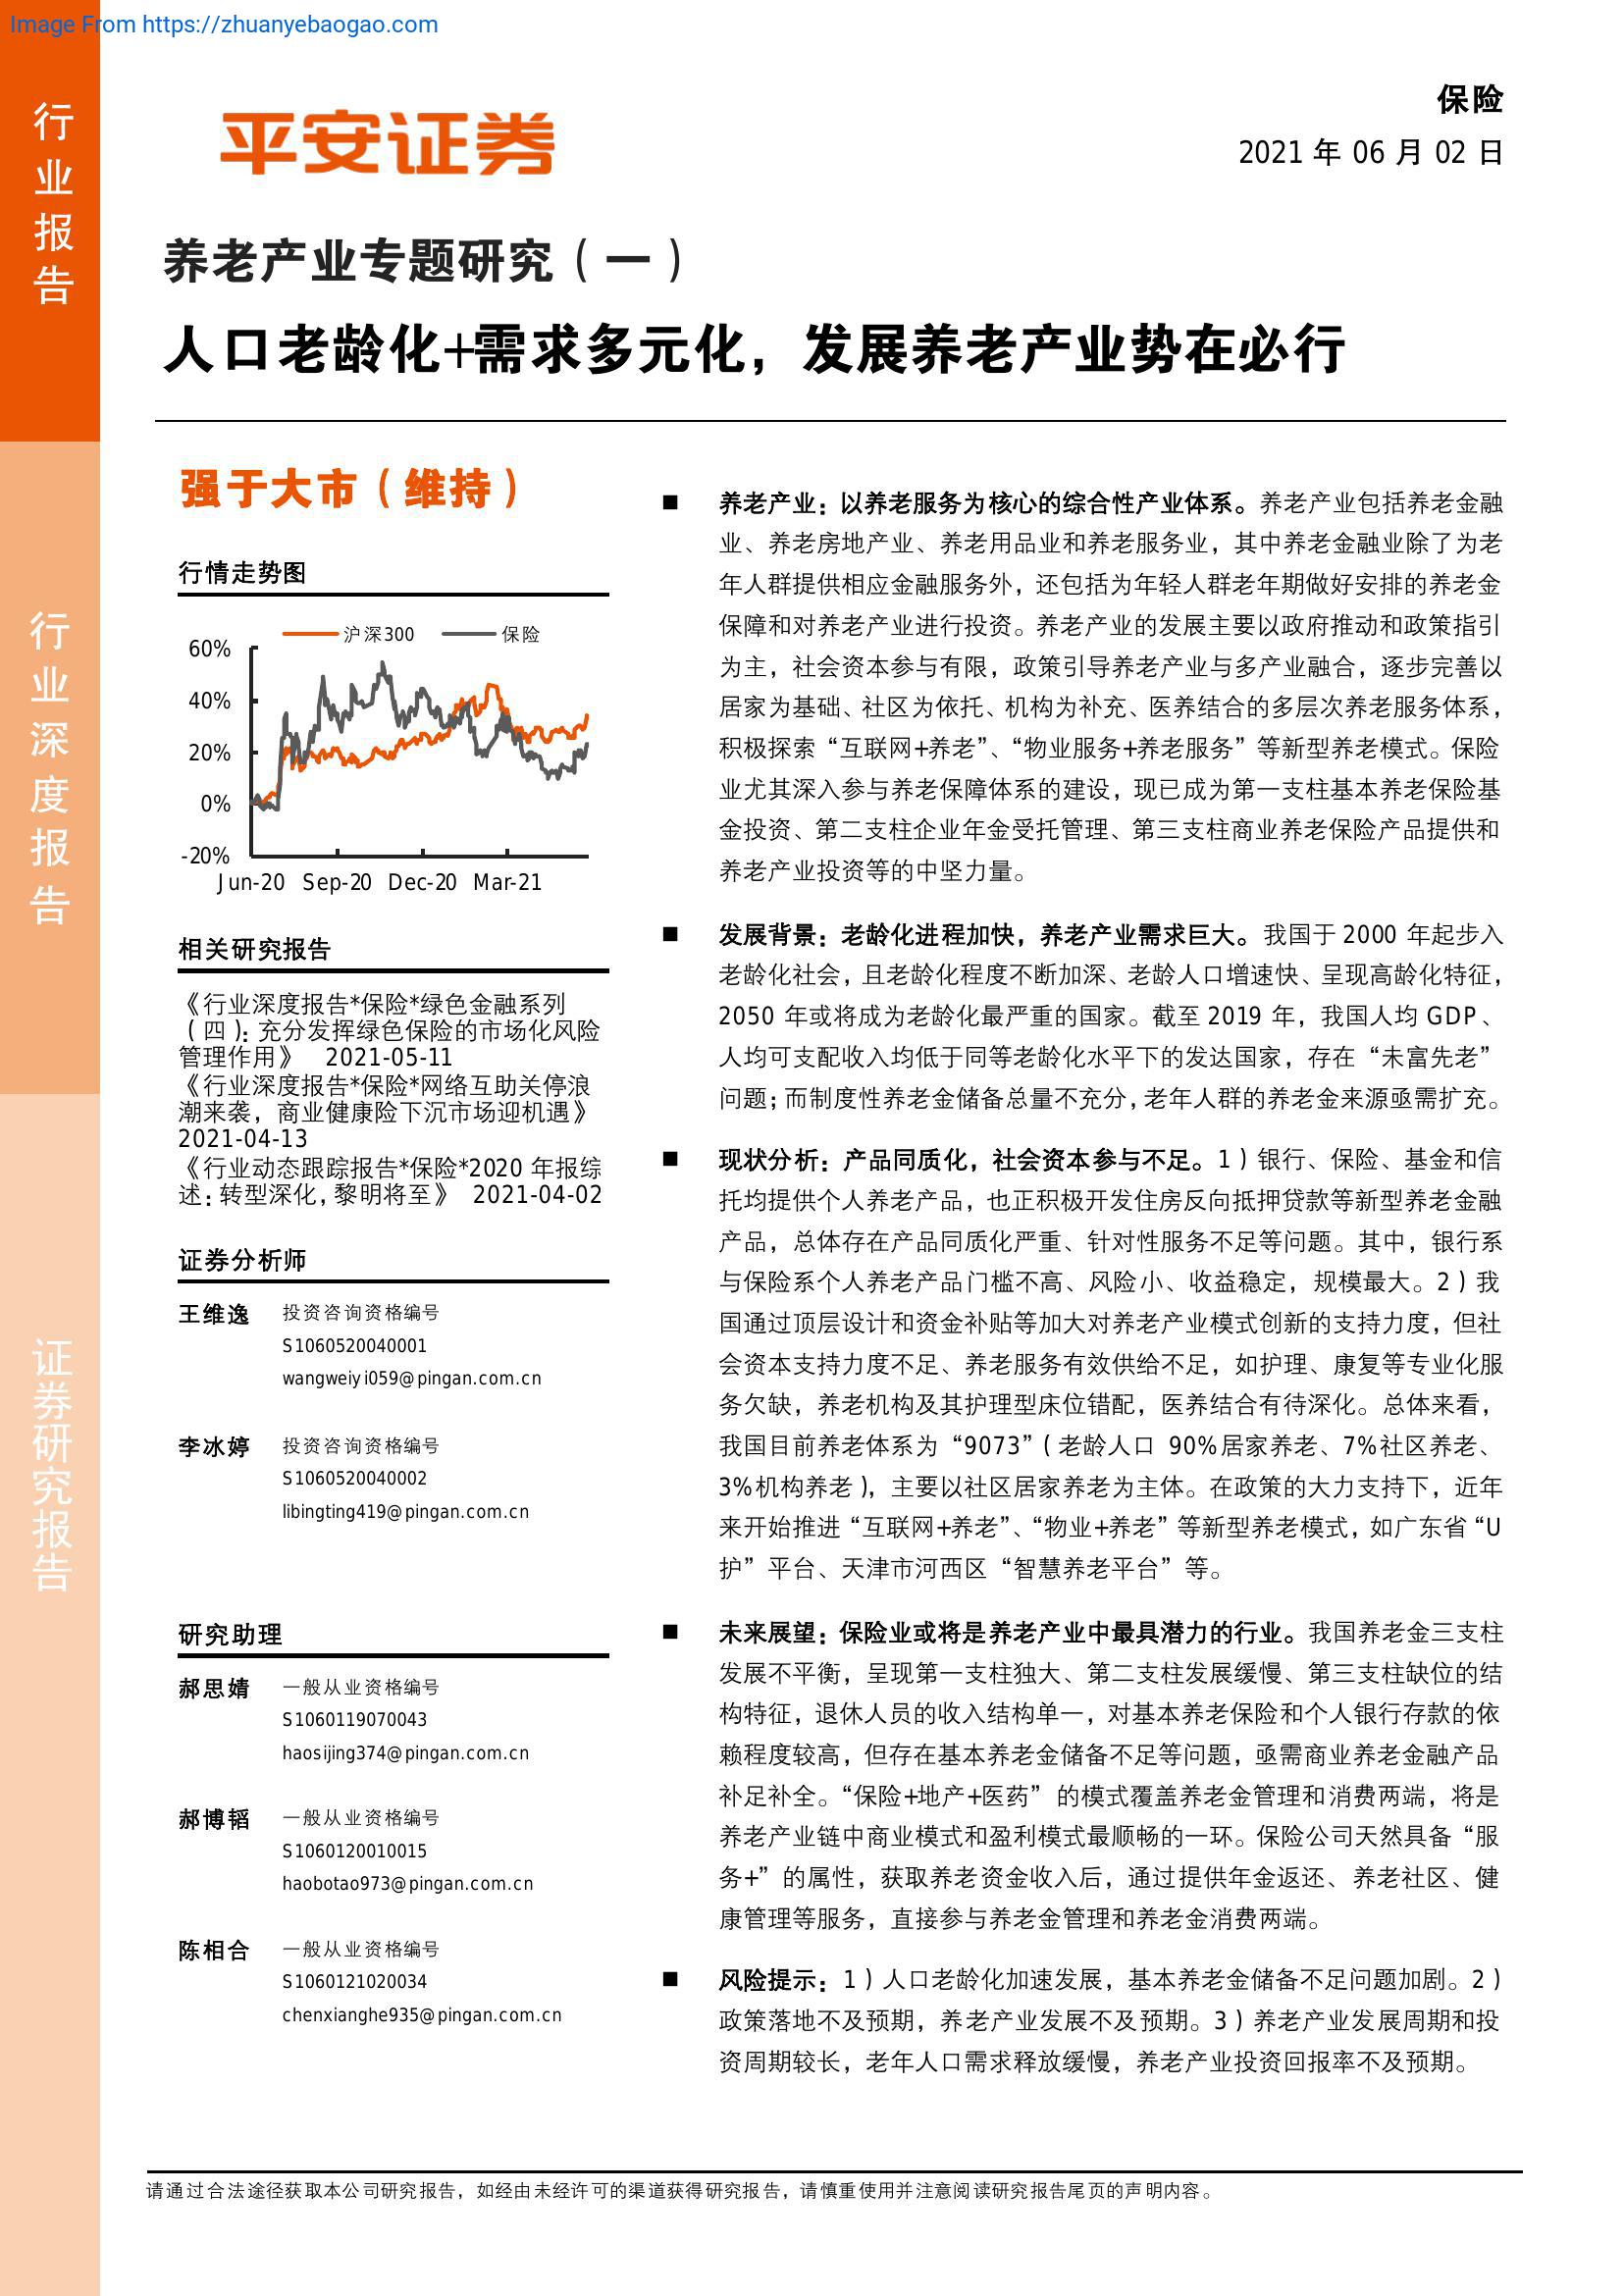 Image From https://zhuanyebaogao.com
行业报告
行业深度报告
证券研究报告
平安证券
保险
2021 年 06 月 02 日
养老产业专题研究(一)
人口老龄化+需求多元化，发展养老产业势在必行
强于大市(维持)
行情走势图
沪深300 保险
60%
40%
20%
0%
-20%
Jun-20 Sep-20 Dec-20 Mar-21
相关研究报告
《行业深度报告*保险*绿色金融系列
(四)：充分发挥绿色保险的市场化风险
管理作用》 2021-05-11
《行业深度报告*保险*网络互助关停浪
潮来袭，商业健康险下沉市场迎机遇》
2021-04-13
《行业动态跟踪报告*保险*2020 年报综
述：转型深化，黎明将至》 2021-04-02
证券分析师
王维逸 投资咨询资格编号
S1060520040001
wangweiyi059@pingan.com.cn
李冰婷 投资咨询资格编号
S1060520040002
libingting419@pingan.com.cn
研究助理
郝思婧 一般从业资格编号
S1060119070043
haosijing374@pingan.com.cn
郝博韬 一般从业资格编号
S1060120010015
haobotao973@pingan.com.cn
陈相合 一般从业资格编号
S1060121020034
chenxianghe935@pingan.com.cn
■ 养老产业：以养老服务为核心的综合性产业体系。养老产业包括养老金融
业、养老房地产业、养老用品业和养老服务业，其中养老金融业除了为老
年人群提供相应金融服务外，还包括为年轻人群老年期做好安排的养老金
保障和对养老产业进行投资。养老产业的发展主要以政府推动和政策指引
为主，社会资本参与有限，政策引导养老产业与多产业融合，逐步完善以
居家为基础、社区为依托、机构为补充、医养结合的多层次养老服务体系，
积极探索“互联网+养老”、“物业服务+养老服务”等新型养老模式。保险
业尤其深入参与养老保障体系的建设，现已成为第一支柱基本养老保险基
金投资、第二支柱企业年金受托管理、第三支柱商业养老保险产品提供和
养老产业投资等的中坚力量。
■ 发展背景：老龄化进程加快，养老产业需求巨大。我国于 2000 年起步入
老龄化社会，且老龄化程度不断加深、老龄人口增速快、呈现高龄化特征，
2050 年或将成为老龄化最严重的国家。截至 2019 年，我国人均 GDP、
人均可支配收入均低于同等老龄化水平下的发达国家，存在“未富先老”
问题；而制度性养老金储备总量不充分，老年人群的养老金来源亟需扩充。
■ 现状分析：产品同质化，社会资本参与不足。1）银行、保险、基金和信
托均提供个人养老产品，也正积极开发住房反向抵押贷款等新型养老金融
产品，总体存在产品同质化严重、针对性服务不足等问题。其中，银行系
与保险系个人养老产品门槛不高、风险小、收益稳定，规模最大。2）我
国通过顶层设计和资金补贴等加大对养老产业模式创新的支持力度，但社
会资本支持力度不足、养老服务有效供给不足，如护理、康复等专业化服
务欠缺，养老机构及其护理型床位错配，医养结合有待深化。总体来看，
我国目前养老体系为“9073”(老龄人口 90%居家养老、7%社区养老、
3%机构养老)，主要以社区居家养老为主体。在政策的大力支持下，近年
来开始推进“互联网+养老”、“物业+养老”等新型养老模式，如广东省“U
护”平台、天津市河西区“智慧养老平台”等。
■ 未来展望：保险业或将是养老产业中最具潜力的行业。我国养老金三支柱
发展不平衡，呈现第一支柱独大、第二支柱发展缓慢、第三支柱缺位的结
构特征，退休人员的收入结构单一，对基本养老保险和个人银行存款的依
赖程度较高，但存在基本养老金储备不足等问题，亟需商业养老金融产品
补足补全。“保险+地产+医药”的模式覆盖养老金管理和消费两端，将是
养老产业链中商业模式和盈利模式最顺畅的一环。保险公司天然具备“服
务+”的属性，获取养老资金收入后，通过提供年金返还、养老社区、健
康管理等服务，直接参与养老金管理和养老金消费两端。
■ 风险提示：1）人口老龄化加速发展，基本养老金储备不足问题加剧。2）
政策落地不及预期，养老产业发展不及预期。3）养老产业发展周期和投
资周期较长，老年人口需求释放缓慢，养老产业投资回报率不及预期。
请通过合法途径获取本公司研究报告，如经由未经许可的渠道获得研究报告，请慎重使用并注意阅读研究报告尾页的声明内容。